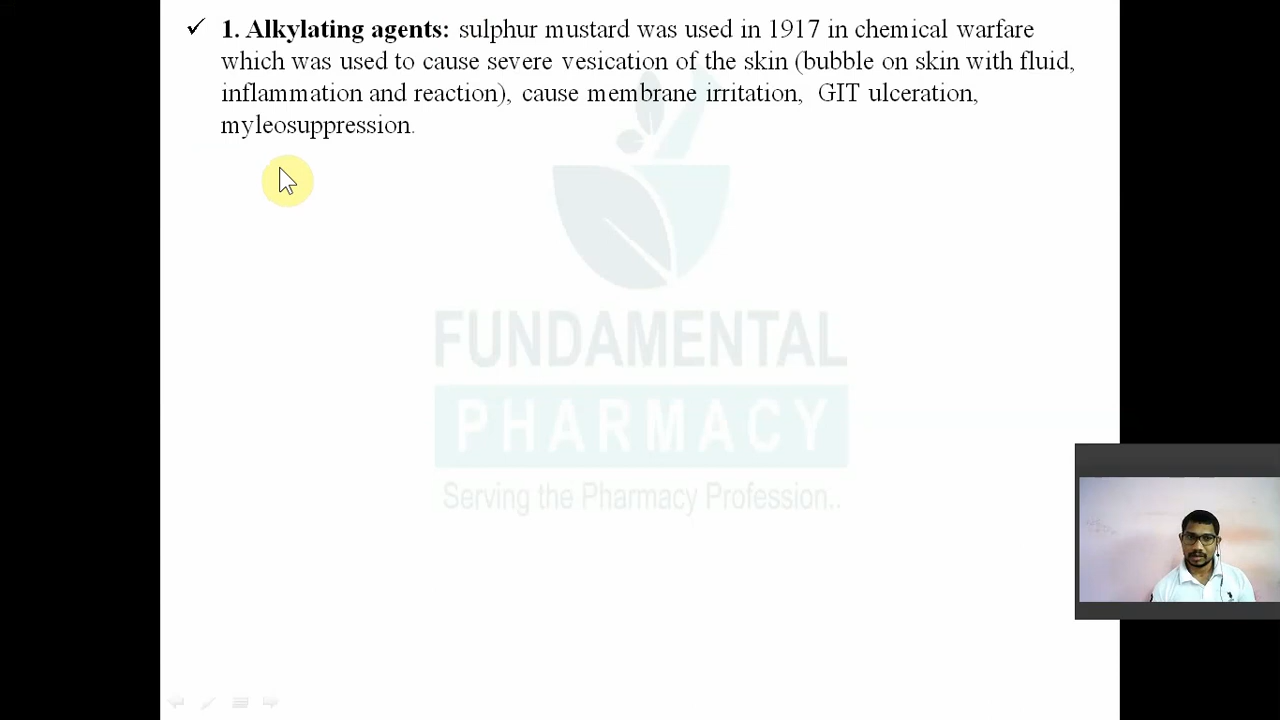 ✓ 1. Alkylating agents: sulphur mustard was used in 1917 in chemical warfare
which was used to cause severe vesication of the skin (bubble on skin with fluid,
inflammation and reaction), cause membrane irritation, GIT ulceration,
myleosuppression.
FUNDAMENTAL
PHARMACY
Serving the Pharmacy Profession..